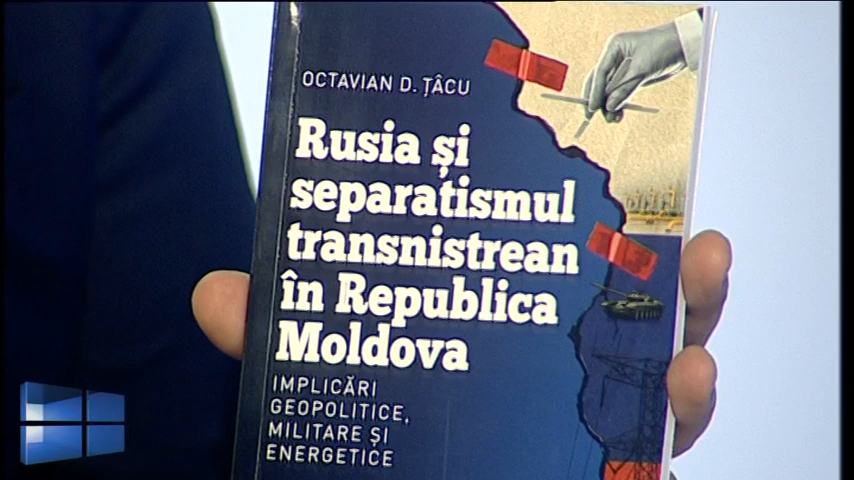 OCTAVIAN D. ȚÂCU
Rusia și
separatismul
transnistrean
în Republica
Moldova
IMPLICĂRI
GEOPOLITICE,
MILITARE ȘI
ENERGETICE